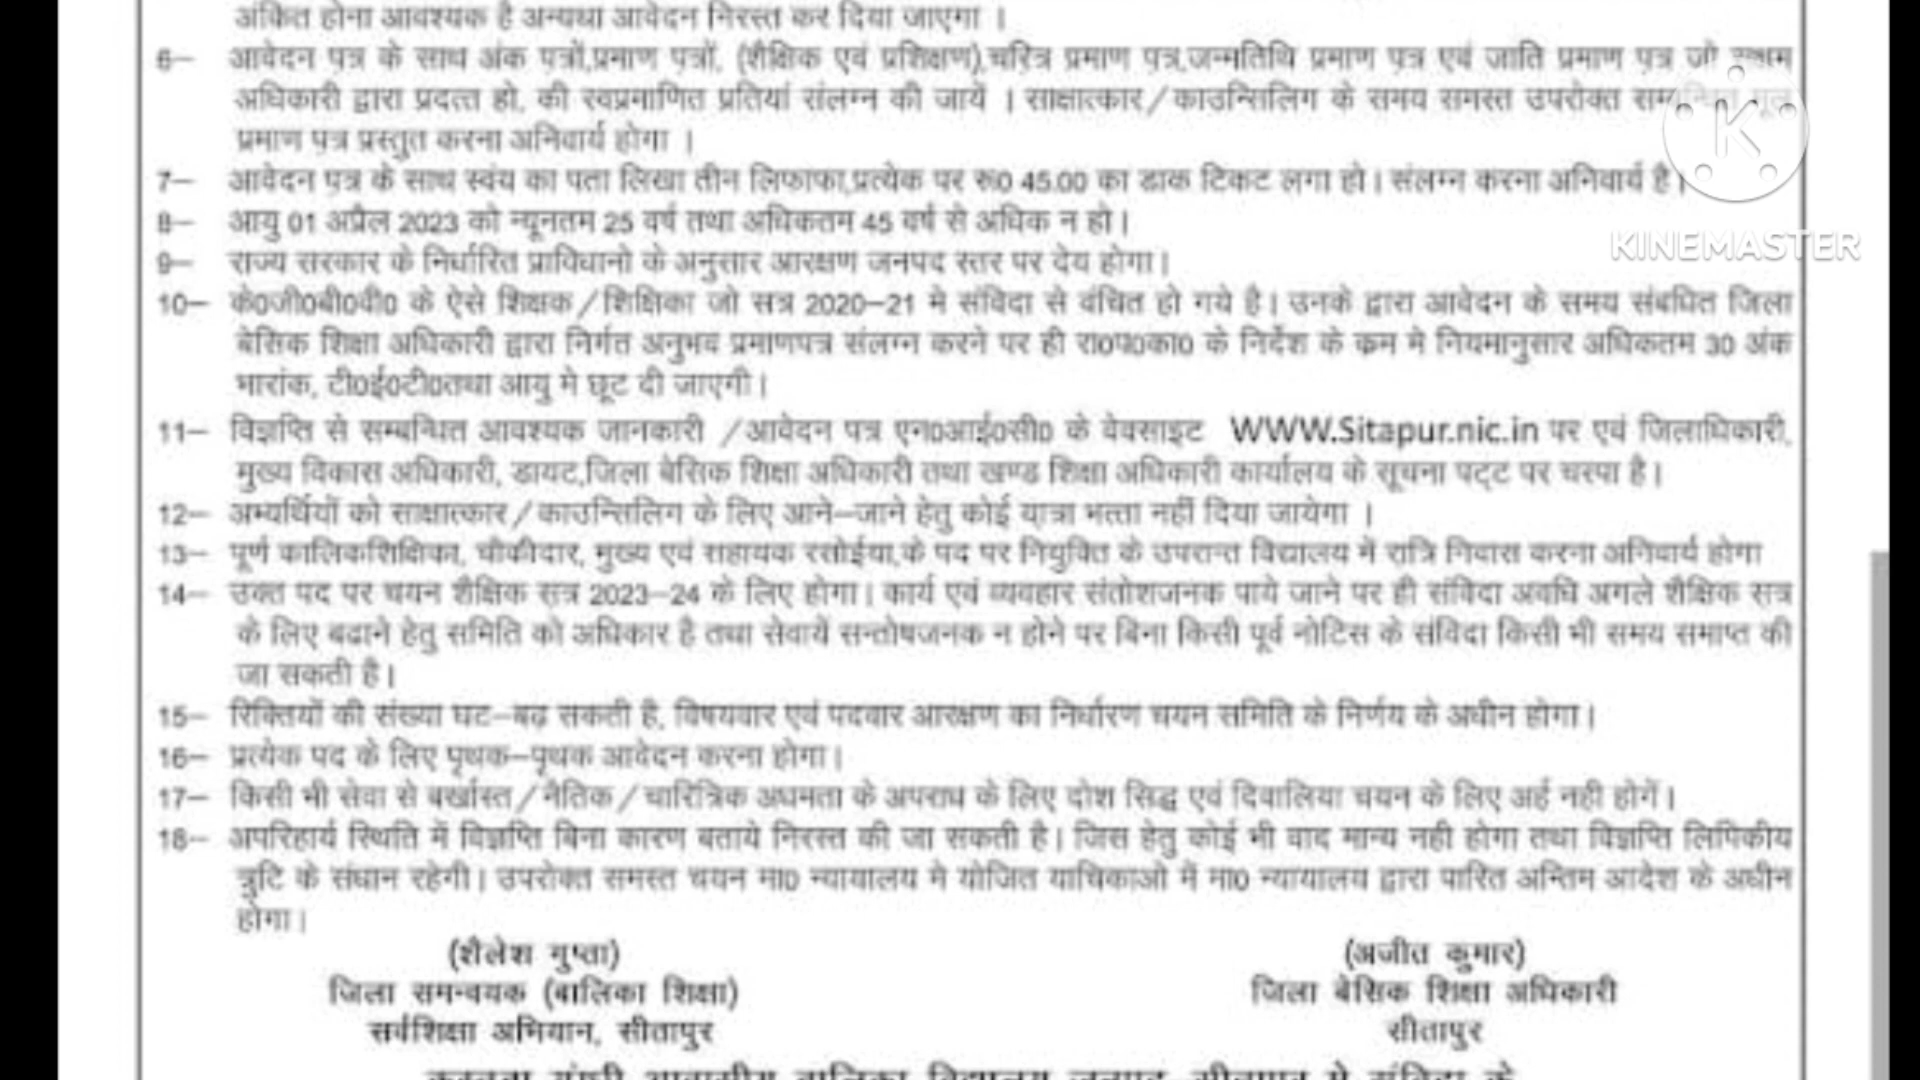 अंकित होना आवश्यक है अन्यथा आवेदन निरस्त कर दिया जाएगा ।
6– आवेदन पत्र के साथ अंक पत्रों,प्रमाण पत्रों, (शैक्षिक एवं प्रशिक्षण),चरित्र प्रमाण पत्र,जन्मतिथि प्रमाण पत्र एवं जाति प्रमाण पत्र जो
अधिकारी द्वारा प्रदत्त हो, की स्वप्रमाणित प्रतियां संलग्न की जायें । साक्षात्कार/काउन्सिलिग के समय समस्त उपरोक्त
प्रमाण पत्र प्रस्तुत करना अनिवार्य होगा ।
7– आवेदन पत्र के साथ स्वंय का पता लिखा तीन लिफाफा,प्रत्येक पर रू0 45.00 का डाक टिकट लगा हो। संलग्न करना अनिवार्य है।
8– आयु 01 अप्रैल 2023 को न्यूनतम 25 वर्ष तथा अधिकतम 45 वर्ष से अधिक न हो।
9– राज्य सरकार के निर्धारित प्राविधानो के अनुसार आरक्षण जनपद स्तर पर देय होगा।
10– के0जी0बी0वी0 के ऐसे शिक्षक/शिक्षिका जो सत्र 2020–21 मे संविदा से वंचित हो गये है। उनके द्वारा आवेदन के समय संबधित जिला
बेसिक शिक्षा अधिकारी द्वारा निर्गत अनुभव प्रमाणपत्र संलग्न करने पर ही रा0प0का0 के निर्देश के क्रम मे नियमानुसार अधिकतम 30 अंक
भारांक, टी0ई0टी0तथा आयु मे छूट दी जाएगी।
11– विज्ञप्ति से सम्बन्धित आवश्यक जानकारी /आवेदन पत्र एन0आई0सी0 के वेवसाइट WWW.Sitapur.nic.in पर एवं जिलाधिकारी,
मुख्य विकास अधिकारी, डायट,जिला बेसिक शिक्षा अधिकारी तथा खण्ड शिक्षा अधिकारी कार्यालय के सूचना पट्ट पर चस्पा है।
12– अभ्यर्थियों को साक्षात्कार/काउन्सिलिग के लिए आने–जाने हेतु कोई यात्रा भत्ता नहीं दिया जायेगा ।
13– पूर्ण कालिकशिक्षिका, चौकीदार, मुख्य एवं सहायक रसोईया,के पद पर नियुक्ति के उपरान्त विद्यालय में रात्रि निवास करना अनिवार्य होगा
14– उक्त पद पर चयन शैक्षिक सत्र 2023–24 के लिए होगा। कार्य एवं व्यवहार संतोशजनक पाये जाने पर ही संविदा अवधि अगले शैक्षिक सत्र
के लिए बढाने हेतु समिति को अधिकार है तथा सेवायें सन्तोषजनक न होने पर बिना किसी पूर्व नोटिस के संविदा किसी भी समय समाप्त की
जा सकती है।
15– रिक्तियों की संख्या घट–बढ़ सकती है, विषयवार एवं पदवार आरक्षण का निर्धारण चयन समिति के निर्णय के अधीन होगा।
16– प्रत्येक पद के लिए पृथक–पृथक आवेदन करना होगा।
17– किसी भी सेवा से बर्खास्त/नैतिक/चारित्रिक अधमता के अपराध के लिए दोश सिद्ध एवं दिवालिया चयन के लिए अर्ह नही होगें।
18– अपरिहार्य स्थिति में विज्ञप्ति बिना कारण बताये निरस्त की जा सकती है। जिस हेतु कोई भी वाद मान्य नही होगा तथा विज्ञप्ति लिपिकीय
त्रुटि के संधान रहेगी। उपरोक्त समस्त चयन मा0 न्यायालय मे योजित याचिकाओ में मा0 न्यायालय द्वारा पारित अन्तिम आदेश के अधीन
होगा।
(शैलेश गुप्ता) (अजीत कुमार)
जिला समन्वयक (बालिका शिक्षा) जिला बेसिक शिक्षा अधिकारी
सर्वशिक्षा अभियान, सीतापुर सीतापुर
K
KINEMASTER